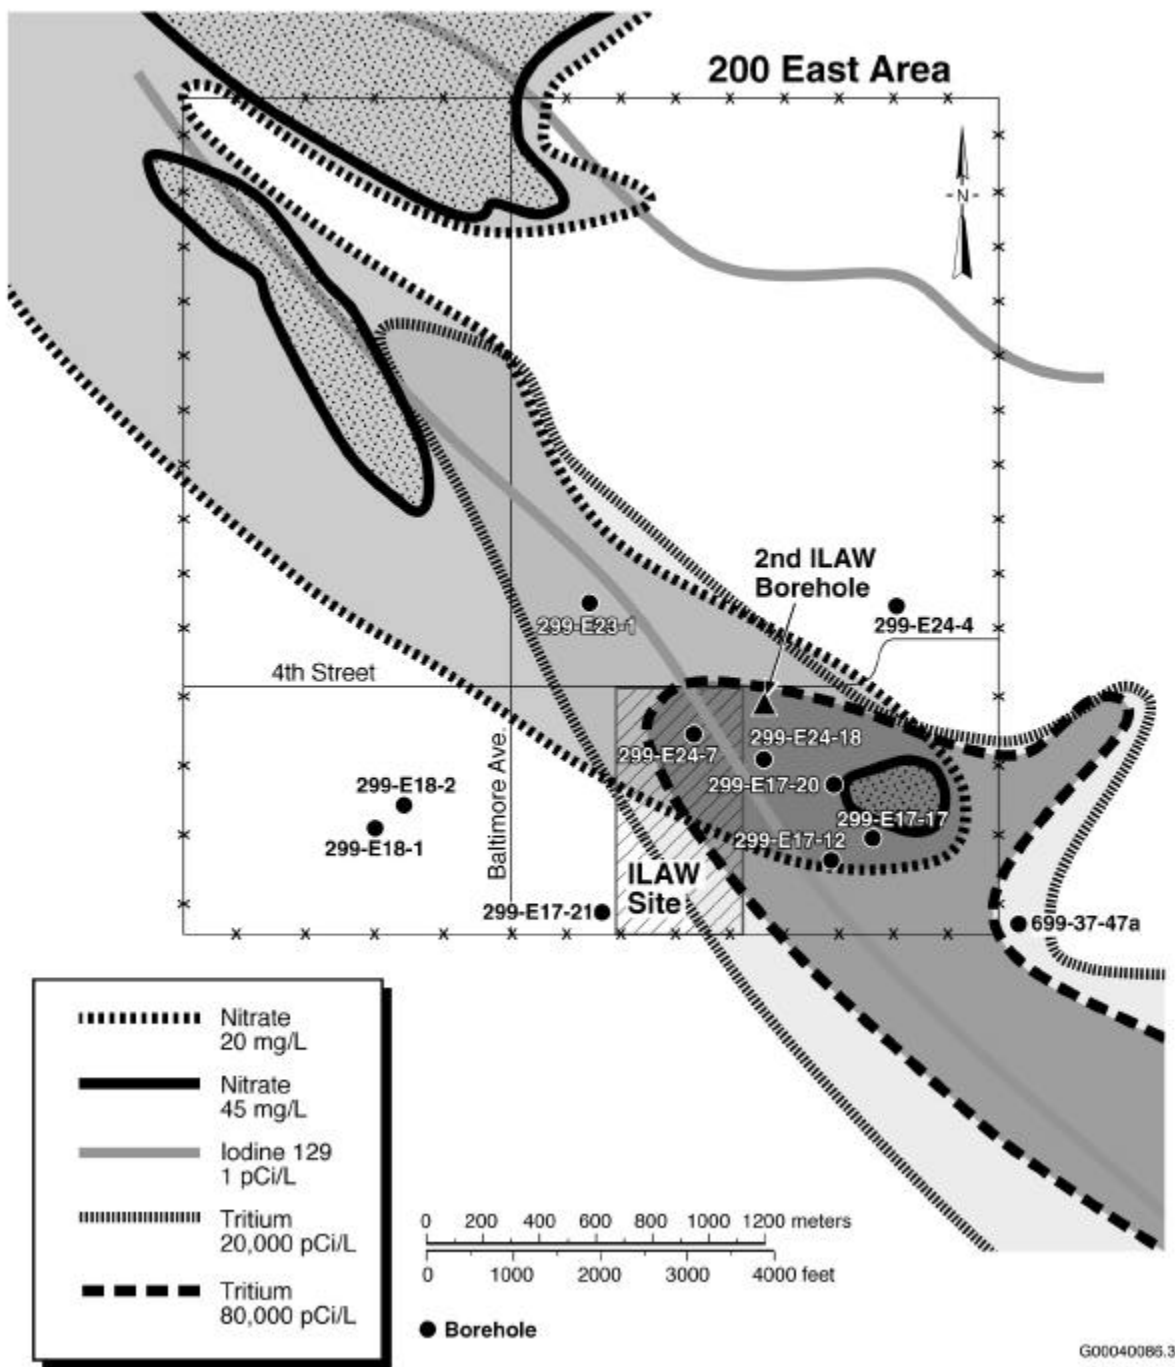 200 East Area
N
2nd ILAW
Borehole
299-E23-1
299-E24-4
4th Street
299-E24-7
299-E24-18
299-E17-20
299-E18-2
299-E18-1
Baltimore Ave.
299-E17-17
299-E17-12
ILAW
Site
299-E17-21
699-37-47a
Nitrate
20 mg/L
Nitrate
45 mg/L
Iodine 129
1 pCi/L
Tritium
20,000 pCi/L
Tritium
80,000 pCi/L
0 200 400 600 800 1000 1200 meters
0 1000 2000 3000 4000 feet
Borehole